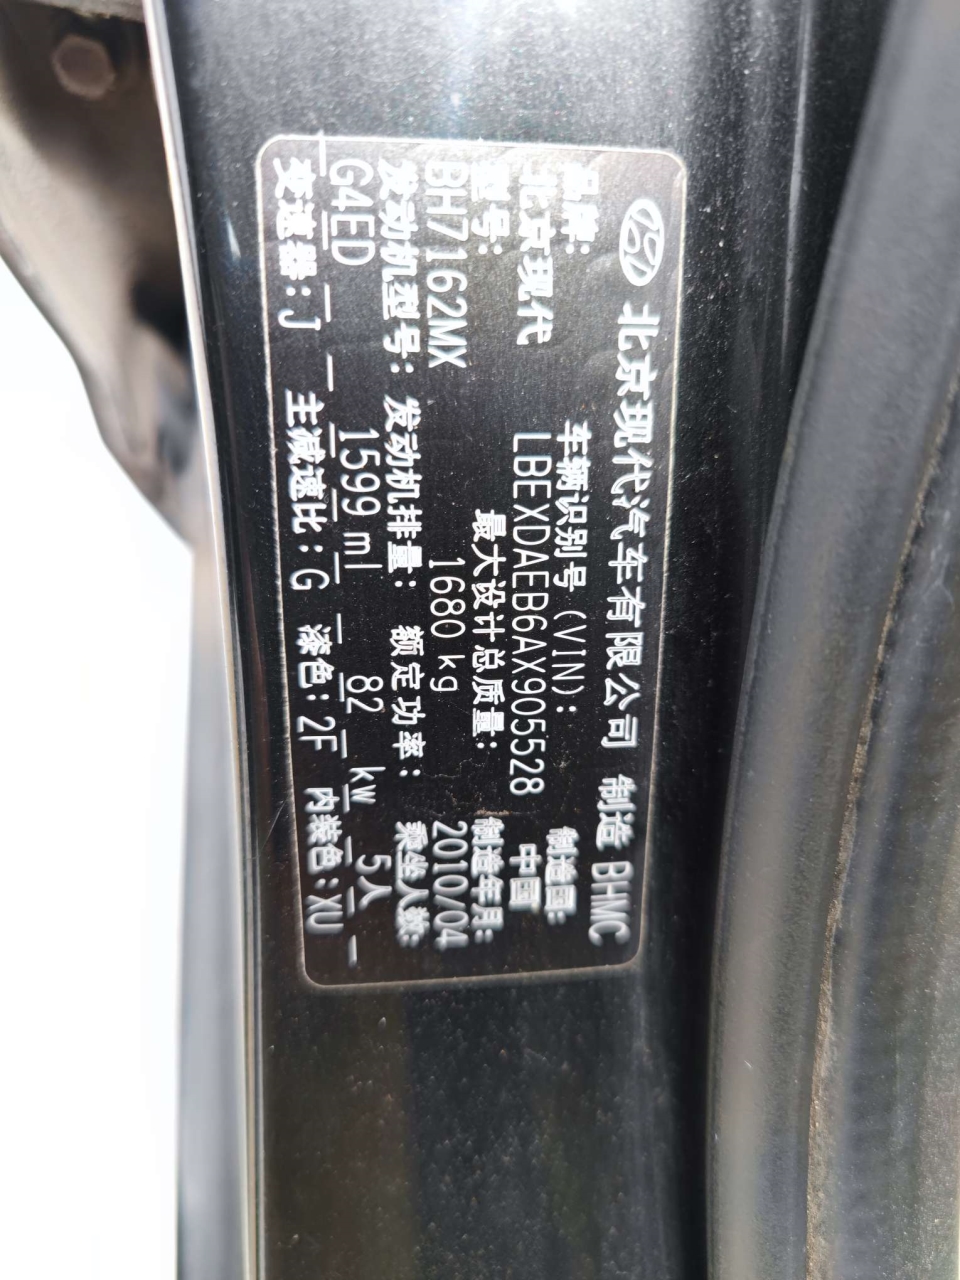 北京现代汽车有限公司 制造 BHMC
品牌: 车辆识别号(VIN): 制造国:
北京现代 LBEXDAEB6AX905528 中国
型号: 最大设计总质量: 制造年月:
BH7162MX 1680 kg 2010/04
发动机型号: 发动机排量: 额定功率: 乘坐人数:
G4ED 1599 ml 82 kW 5人
变速器:J 主减速比:G 漆色:2F 内装色:XU